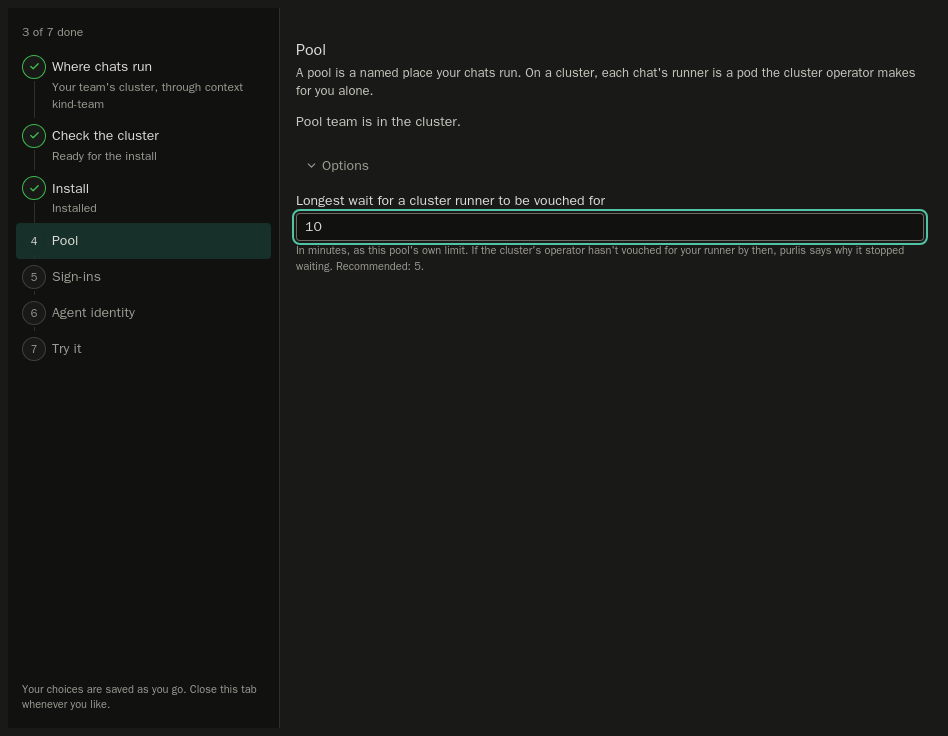 3 of 7 done
Where chats run
Your team's cluster, through context
kind-team
Check the cluster
Ready for the install
Install
Installed
4 Pool
5 Sign-ins
6 Agent identity
7 Try it
Your choices are saved as you go. Close this tab
whenever you like.
Pool
A pool is a named place your chats run. On a cluster, each chat's runner is a pod the cluster operator makes
for you alone.
Pool team is in the cluster.
Options
Longest wait for a cluster runner to be vouched for
10
In minutes, as this pool's own limit. If the cluster's operator hasn't vouched for your runner by then, purlis says why it stopped
waiting. Recommended: 5.